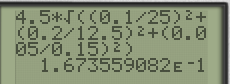 4.5*√((0.1/25)²+
(0.2/12.5)²+(0.0
05/0.15)²)
1.673559082E-1